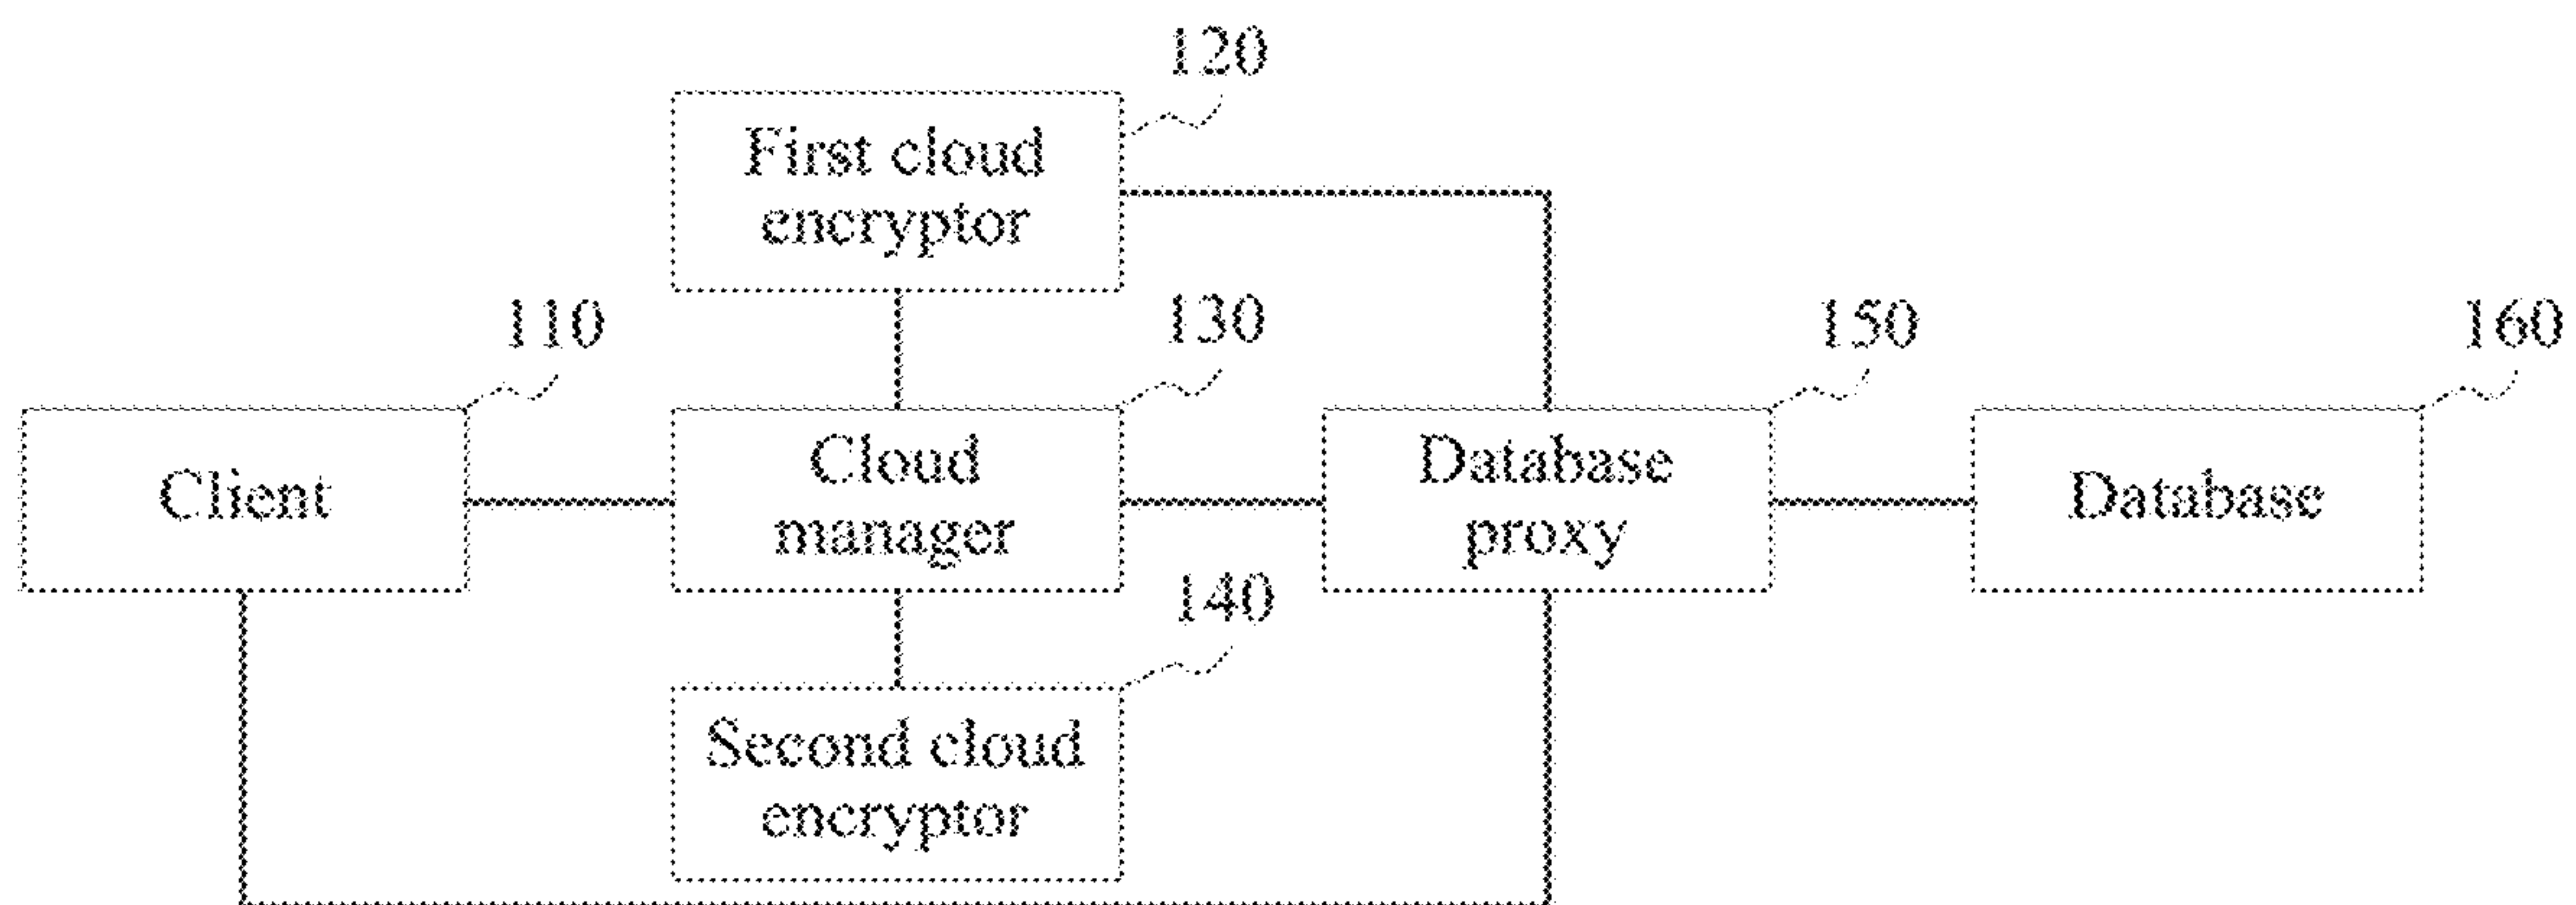 120
First cloud
encryptor
110
130
150
160
Client
Cloud
manager
Database
proxy
Database
140
Second cloud
encryptor